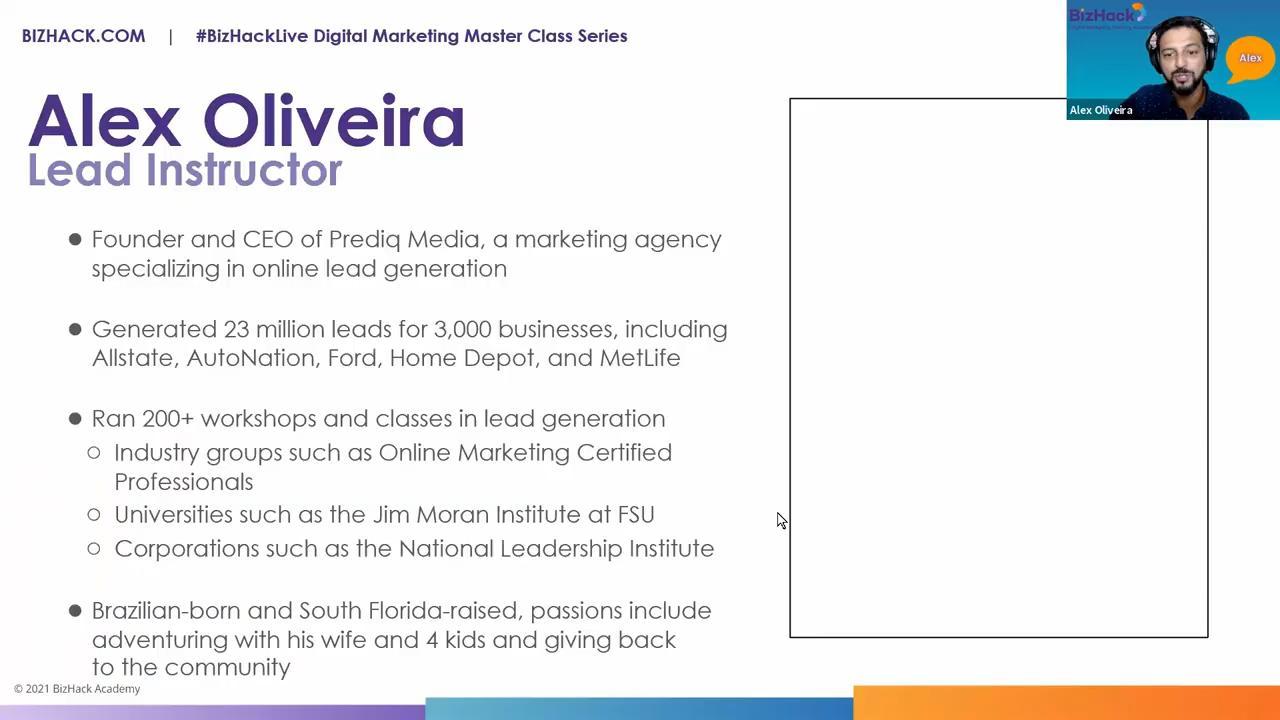 BIZHACK.COM | #BizHackLive Digital Marketing Master Class Series
BizHack
Alex
Alex Oliveira
Alex Oliveira
Lead Instructor
● Founder and CEO of Prediq Media, a marketing agency
specializing in online lead generation
● Generated 23 million leads for 3,000 businesses, including
Allstate, AutoNation, Ford, Home Depot, and MetLife
● Ran 200+ workshops and classes in lead generation
○ Industry groups such as Online Marketing Certified
Professionals
○ Universities such as the Jim Moran Institute at FSU
○ Corporations such as the National Leadership Institute
● Brazilian-born and South Florida-raised, passions include
adventuring with his wife and 4 kids and giving back
to the community
© 2021 BizHack Academy